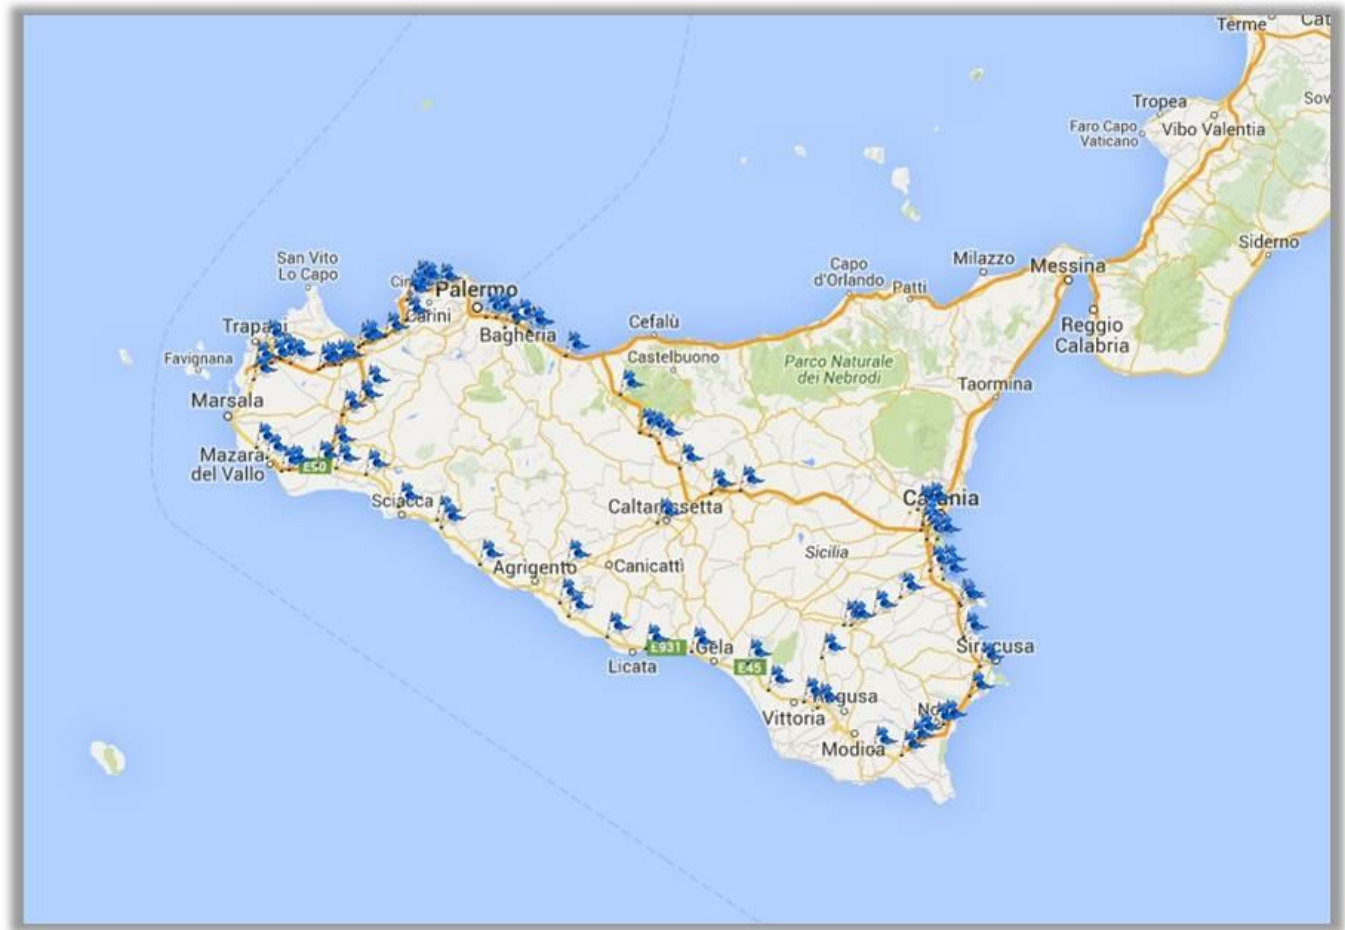 Terme
Cat
Tropea
Sov
Faro Capo
Vaticano
Vibo Valentia
Siderno
San Vito
Lo Capo
Capo
d'Orlando
Milazzo
Messina
Patti
Palermo
Carini
Trapani
Bagheria
Cefalù
Reggio
Calabria
Favignana
Castelbuono
Parco Naturale
dei Nebrodi
Taormina
Marsala
Mazara
del Vallo
E90
Sciacca
Caltanissetta
Catania
Sicilia
Agrigento
Canicattì
Licata
E931
Gela
E45
Siracusa
Vittoria
Ragusa
Modica